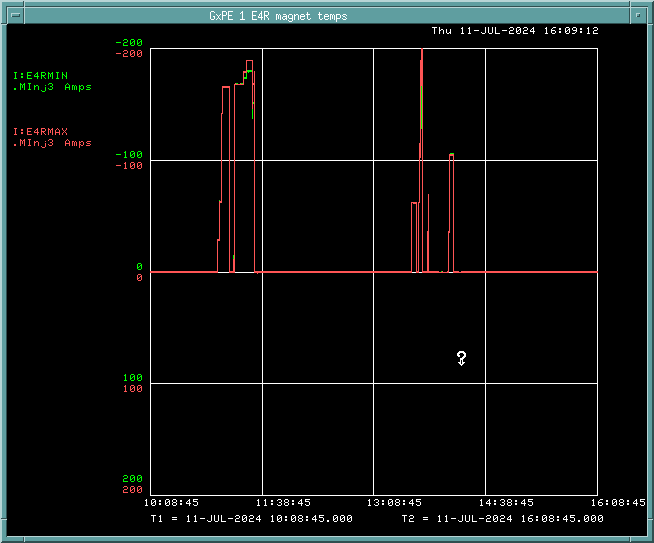 GxPE 1 E4R magnet temps
Thu 11-JUL-2024 16:09:12
-200
-200
I:E4RMIN
.MInj3 Amps
I:E4RMAX
.MInj3 Amps
-100
-100
0
0
100
100
200
200
10:08:45 11:38:45 13:08:45 14:38:45 16:08:45
T1 = 11-JUL-2024 10:08:45.000 T2 = 11-JUL-2024 16:08:45.000